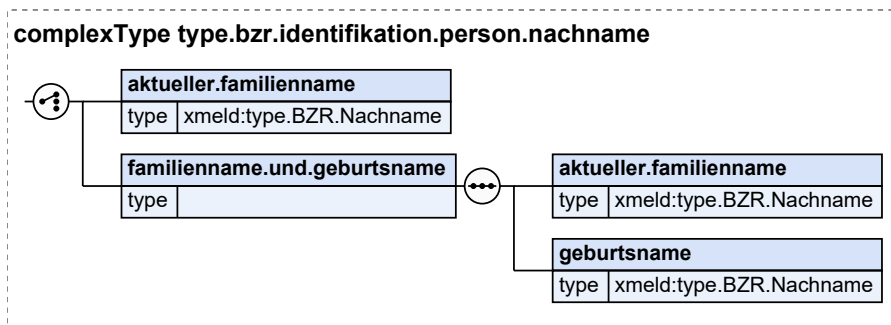 complexType type.bzr.identifikation.person.nachname
aktueller.familienname
type xmeld:type.BZR.Nachname
familienname.und.geburtsname
type
aktueller.familienname
type xmeld:type.BZR.Nachname
geburtsname
type xmeld:type.BZR.Nachname